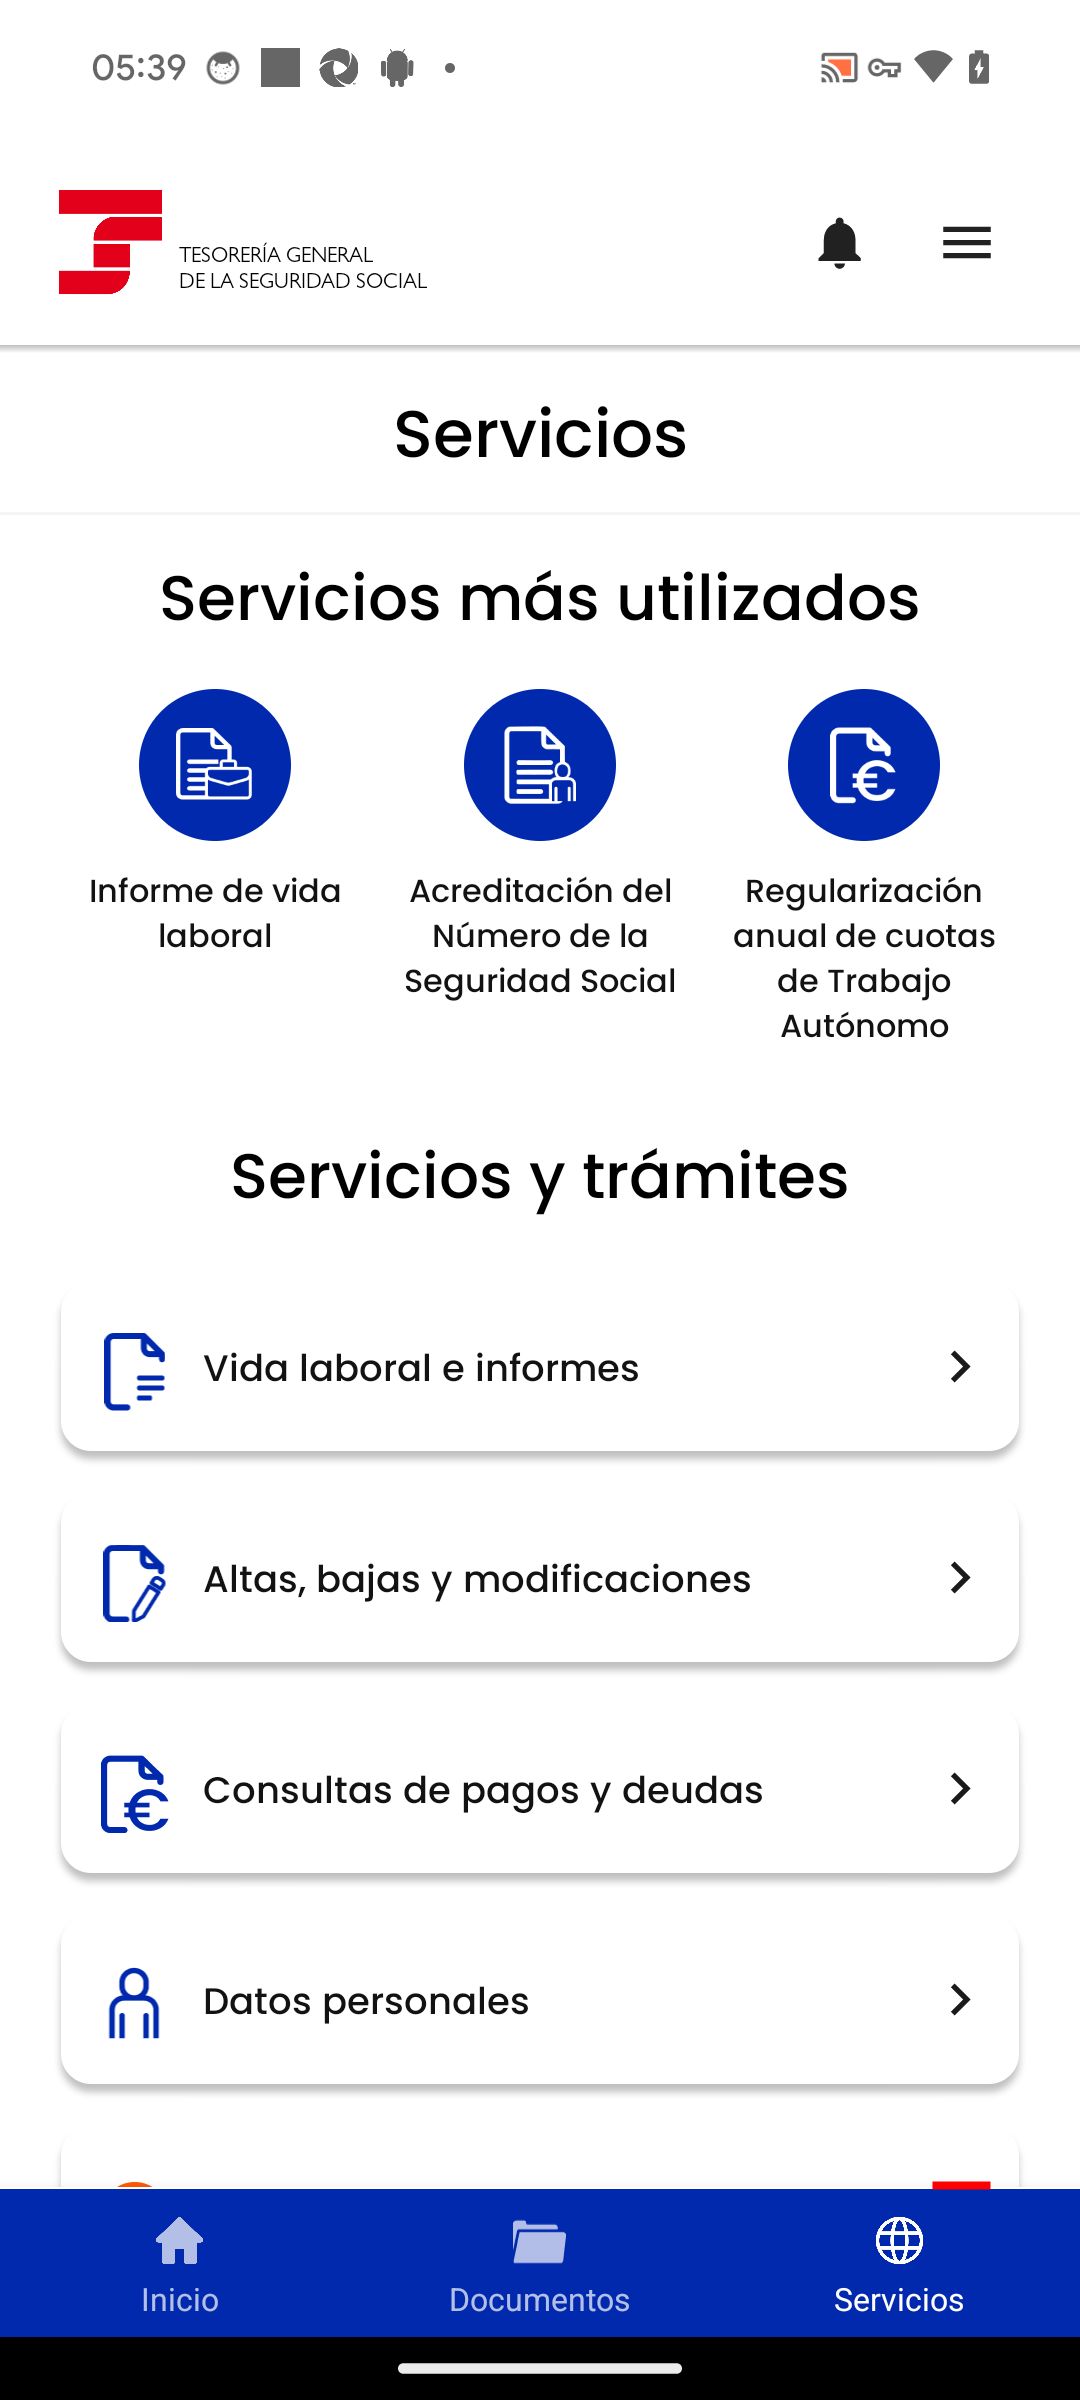 05:39
TESORERÍA GENERAL
DE LA SEGURIDAD SOCIAL
Servicios
Servicios más utilizados
Informe de vida
laboral
Acreditación del
Número de la
Seguridad Social
Regularización
anual de cuotas
de Trabajo
Autónomo
Servicios y trámites
Vida laboral e informes
Altas, bajas y modificaciones
Consultas de pagos y deudas
Datos personales
Inicio
Documentos
Servicios